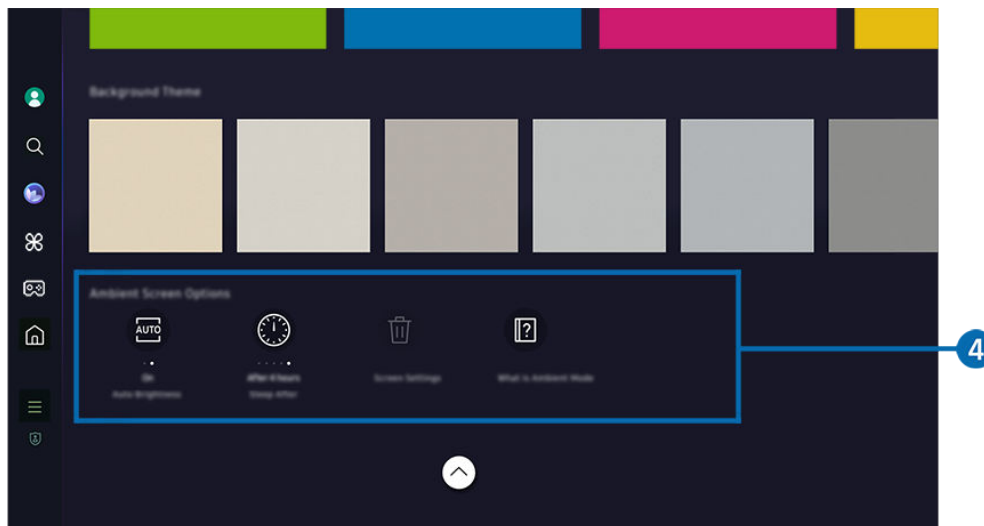 Background Theme
Ambient Screen Options
AUTO
?
On
After 4 hours
Screen Settings
What is Ambient Mode
Auto Brightness
Sleep After
4